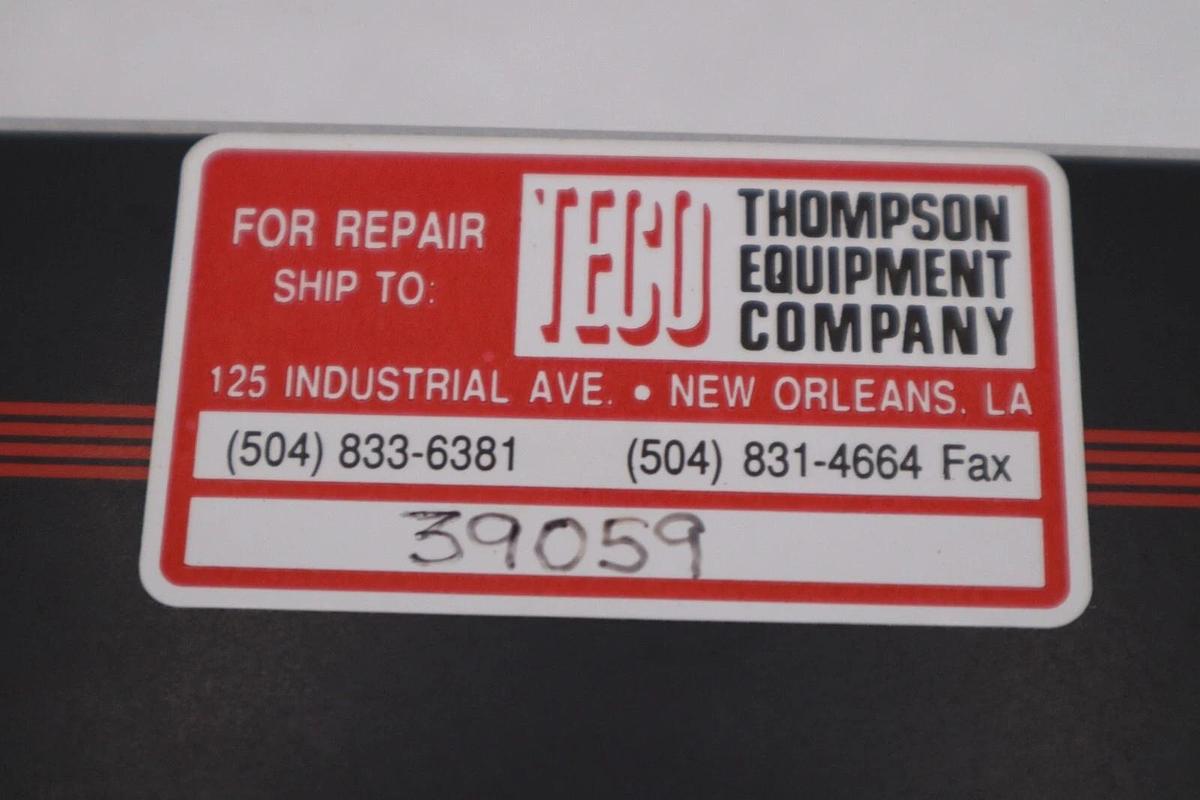 FOR REPAIR
SHIP TO:
TECO
THOMPSON
EQUIPMENT
COMPANY
125 INDUSTRIAL AVE. • NEW ORLEANS, LA
(504) 833-6381 (504) 831-4664 Fax
39059